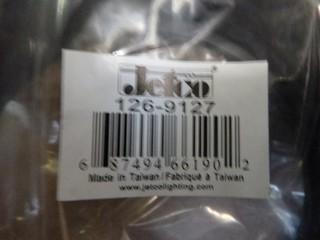 Jetco
126-9127
6 87494 66190 2
Made in Taiwan/Fabriqué à Taiwan
www.jetcolighting.com